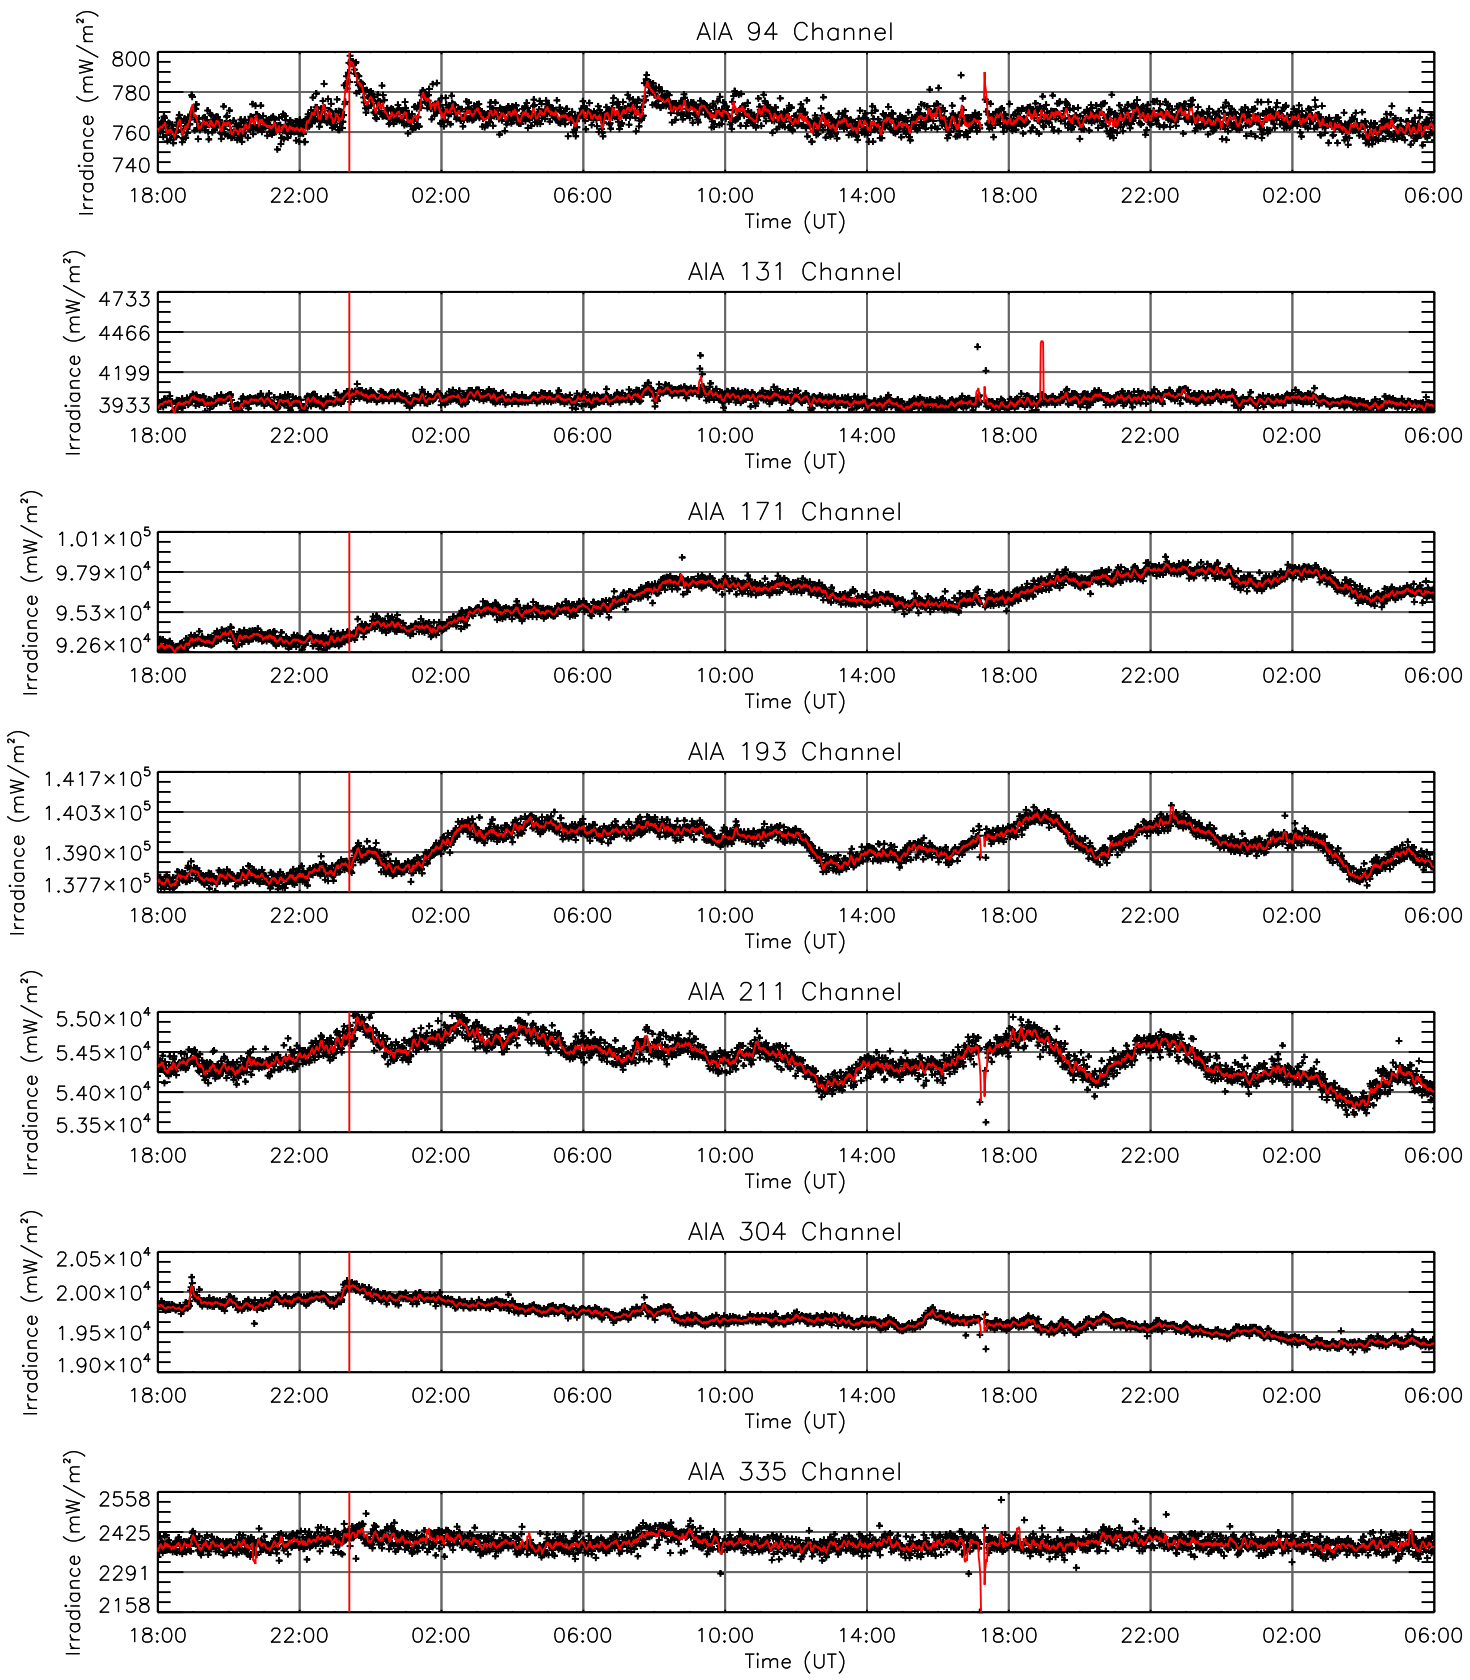 AIA 94 Channel
Irradiance (mW/m²)
800
780
760
740
18:00 22:00 02:00 06:00 10:00 14:00 18:00 22:00 02:00 06:00
Time (UT)
AIA 131 Channel
Irradiance (mW/m²)
4733
4466
4199
3933
18:00 22:00 02:00 06:00 10:00 14:00 18:00 22:00 02:00 06:00
Time (UT)
AIA 171 Channel
Irradiance (mW/m²)
1.01×10⁵
9.79×10⁴
9.53×10⁴
9.26×10⁴
18:00 22:00 02:00 06:00 10:00 14:00 18:00 22:00 02:00 06:00
Time (UT)
AIA 193 Channel
Irradiance (mW/m²)
1.417×10⁵
1.403×10⁵
1.390×10⁵
1.377×10⁵
18:00 22:00 02:00 06:00 10:00 14:00 18:00 22:00 02:00 06:00
Time (UT)
AIA 211 Channel
Irradiance (mW/m²)
5.50×10⁴
5.45×10⁴
5.40×10⁴
5.35×10⁴
18:00 22:00 02:00 06:00 10:00 14:00 18:00 22:00 02:00 06:00
Time (UT)
AIA 304 Channel
Irradiance (mW/m²)
2.05×10⁴
2.00×10⁴
1.95×10⁴
1.90×10⁴
18:00 22:00 02:00 06:00 10:00 14:00 18:00 22:00 02:00 06:00
Time (UT)
AIA 335 Channel
Irradiance (mW/m²)
2558
2425
2291
2158
18:00 22:00 02:00 06:00 10:00 14:00 18:00 22:00 02:00 06:00
Time (UT)